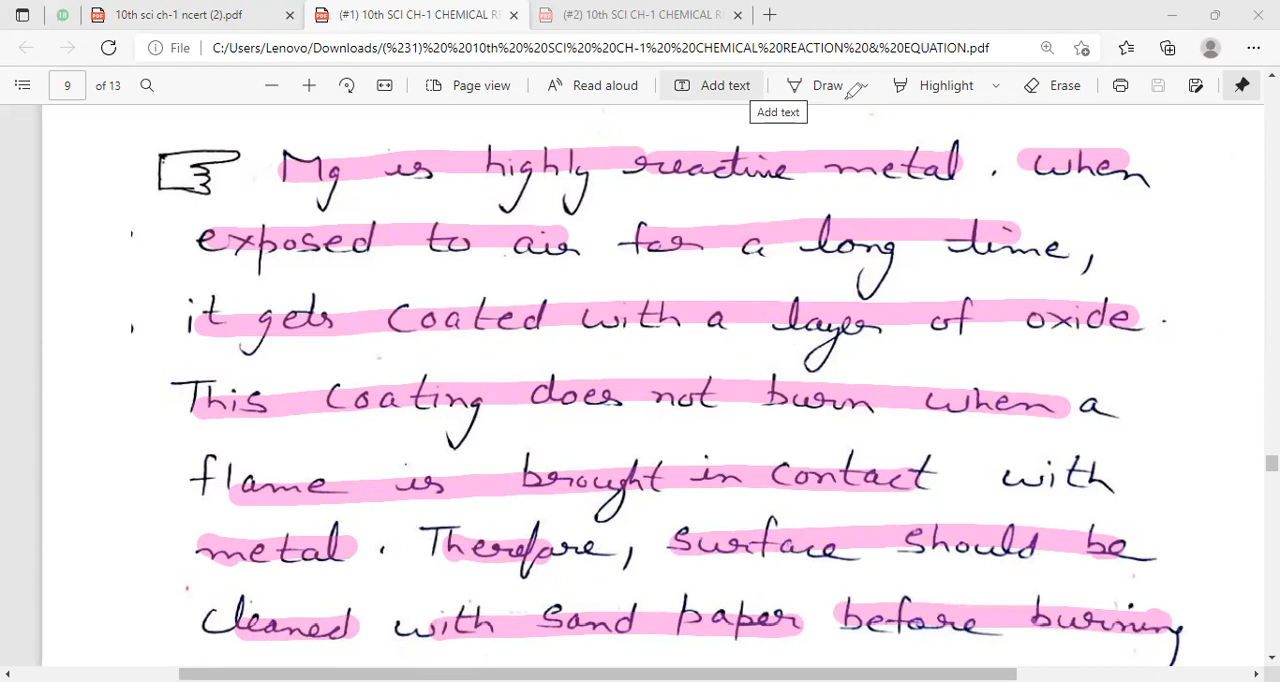 10th sci ch-1 ncert (2).pdf
(#1) 10th SCI CH-1 CHEMICAL RE
(#2) 10th SCI CH-1 CHEMICAL RE
File C:/Users/Lenovo/Downloads/(%231)%20%2010th%20%20SCI%20%20CH-1%20%20CHEMICAL%20REACTION%20&%20EQUATION.pdf
9 of 13 Page view Read aloud Add text Draw Highlight Erase
Add text
Mg is highly reactive metal. When
exposed to air for a long time,
it gets coated with a layer of oxide.
This coating does not burn when a
flame is brought in contact with
metal. Therefore, surface should be
cleaned with sand paper before burning